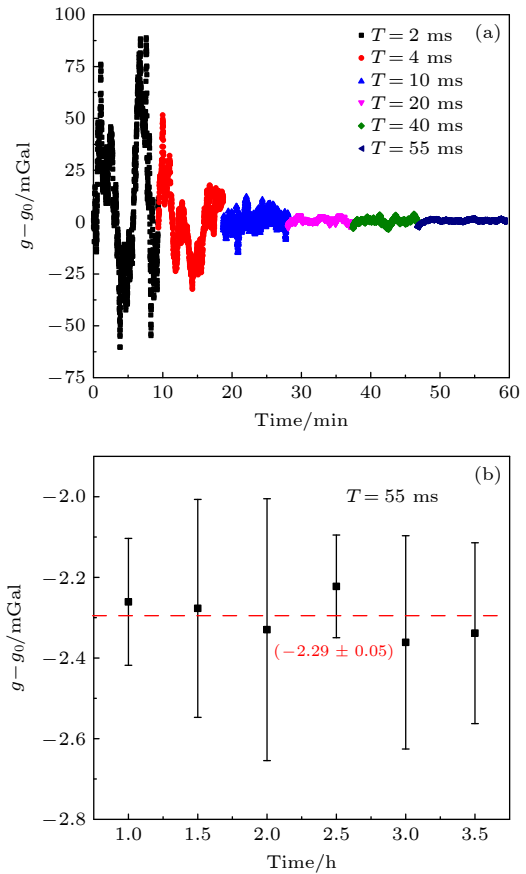 (a)
T = 2 ms
T = 4 ms
T = 10 ms
T = 20 ms
T = 40 ms
T = 55 ms
100
75
50
25
0
−25
−50
−75
g−g₀/mGal
0 10 20 30 40 50 60
Time/min
(b)
T = 55 ms
−2.0
−2.2
−2.4
−2.6
−2.8
g−g₀/mGal
(−2.29 ± 0.05)
1.0 1.5 2.0 2.5 3.0 3.5
Time/h